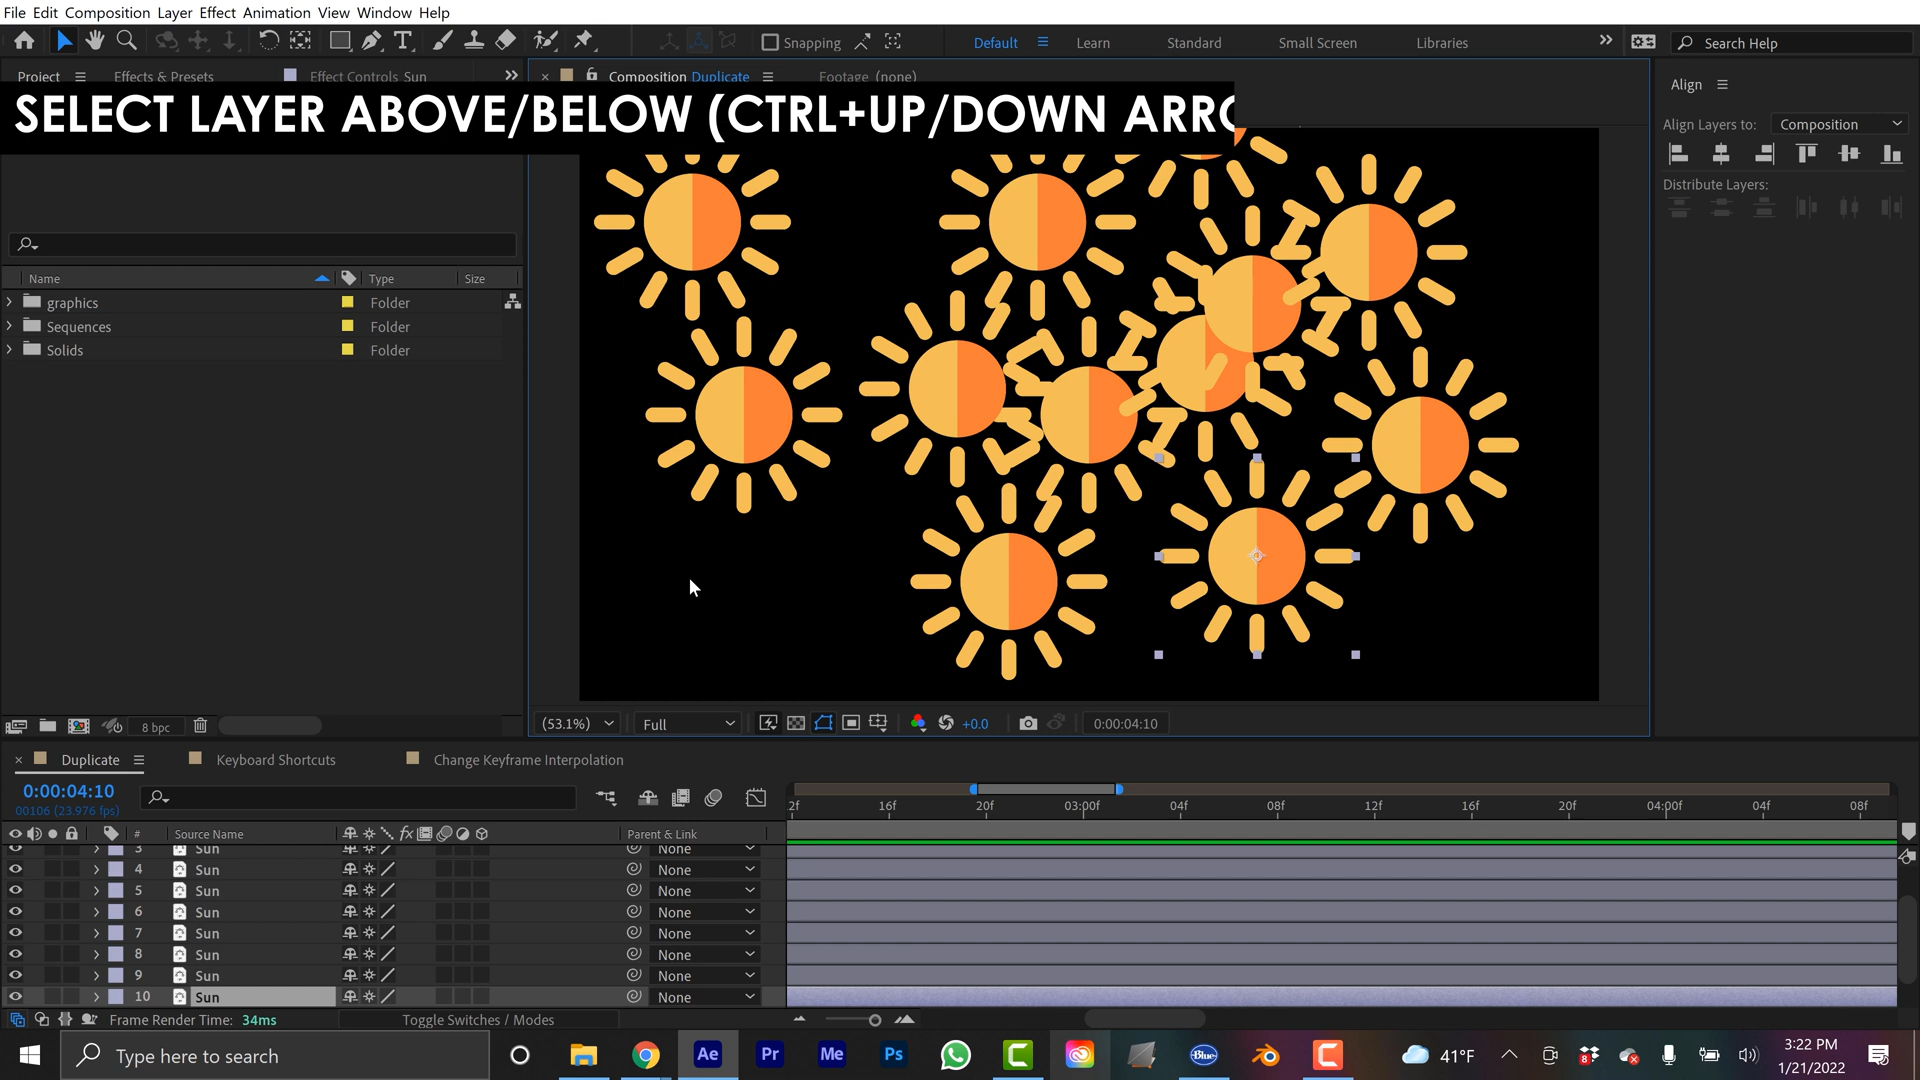 File Edit Composition Layer Effect Animation View Window Help
Snapping
Default
Learn
Standard
Small Screen
Libraries
Search Help
Project
Effects & Presets
Effect Controls Sun
Composition Duplicate
Footage (none)
Align
SELECT LAYER ABOVE/BELOW (CTRL+UP/DOWN ARRO
Align Layers to:
Composition
Distribute Layers:
Name
Type
Size
graphics
Folder
Sequences
Folder
Solids
Folder
8 bpc
(53.1%)
Full
+0.0
0:00:04:10
Duplicate
Keyboard Shortcuts
Change Keyframe Interpolation
0:00:04:10
00106 (23.976 fps)
2f 16f 20f 03:00f 04f 08f 12f 16f 20f 04:00f 04f 08f
# Source Name
fx
Parent & Link
3 Sun None
4 Sun None
5 Sun None
6 Sun None
7 Sun None
8 Sun None
9 Sun None
10 Sun None
Frame Render Time: 34ms
Toggle Switches / Modes
Type here to search
Ae
Pr
Me
Ps
Blue
41°F
8
3:22 PM
1/21/2022